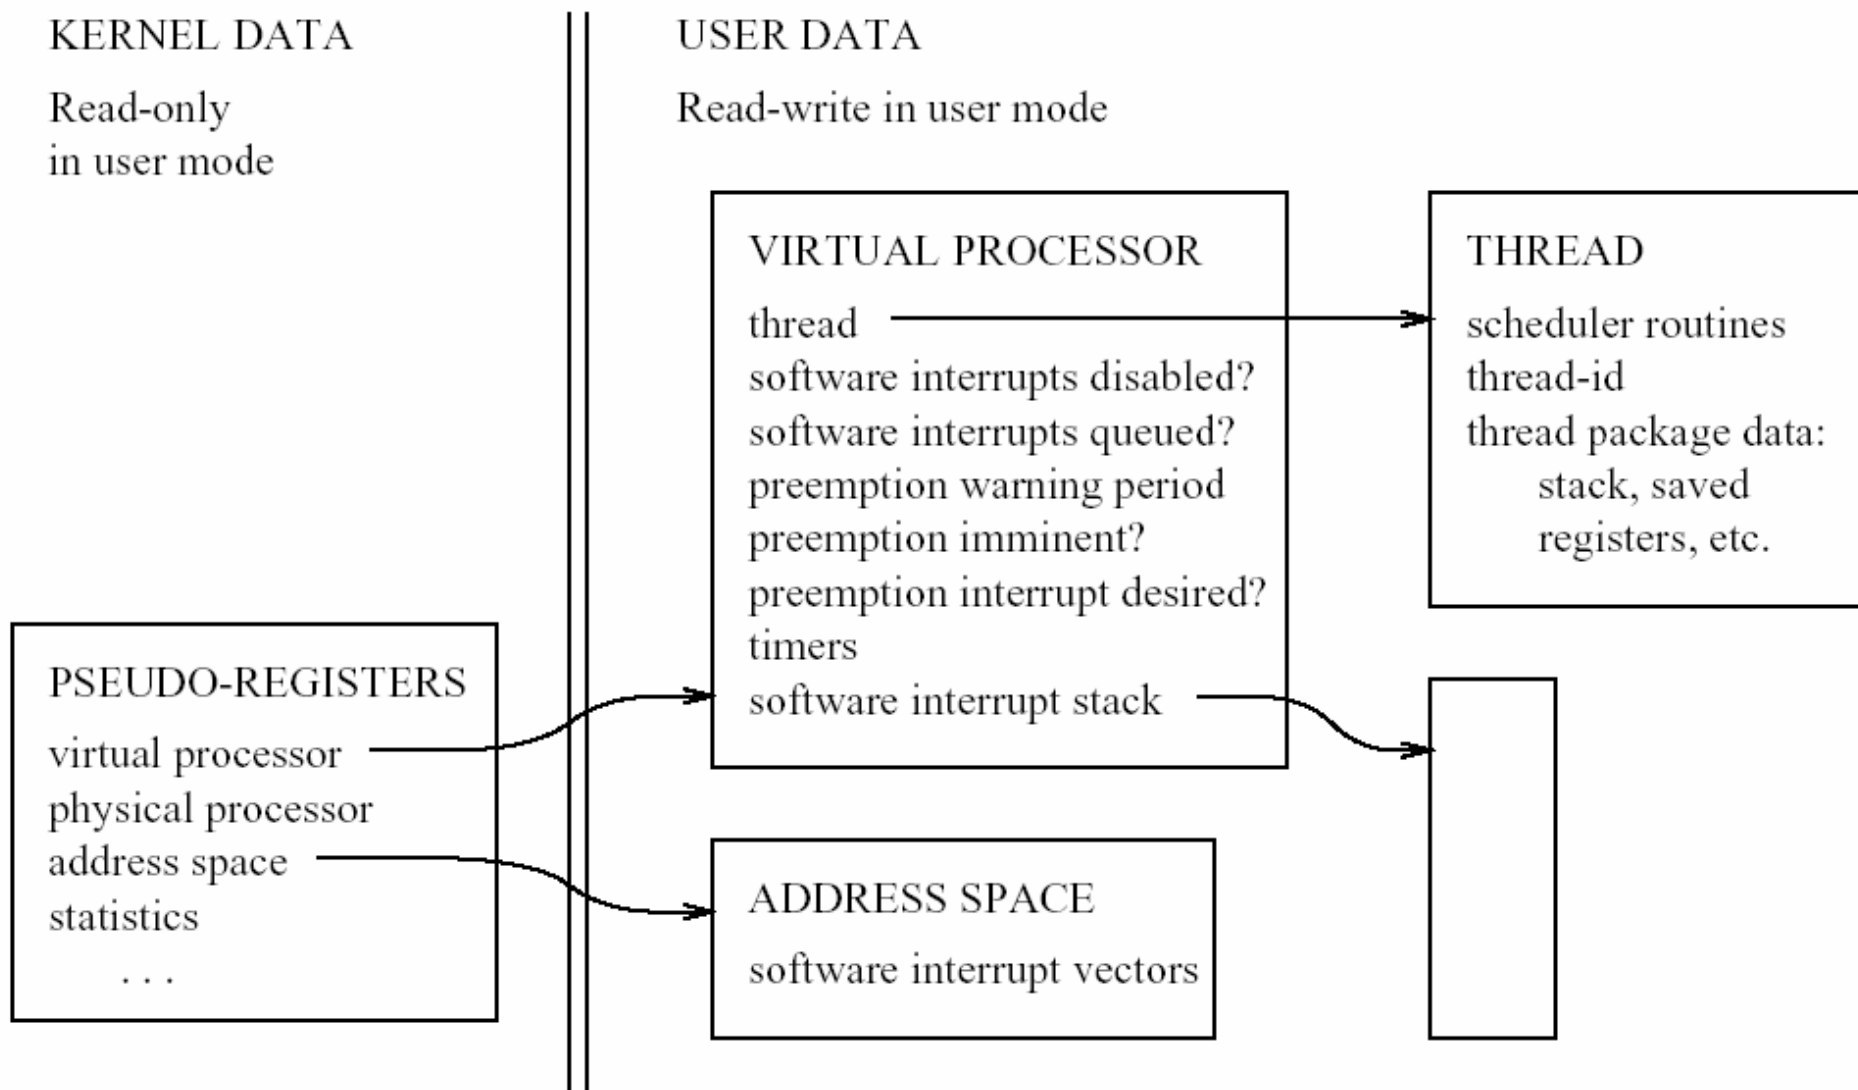 KERNEL DATA
Read-only
in user mode
USER DATA
Read-write in user mode
VIRTUAL PROCESSOR
thread
software interrupts disabled?
software interrupts queued?
preemption warning period
preemption imminent?
preemption interrupt desired?
timers
software interrupt stack
THREAD
scheduler routines
thread-id
thread package data:
stack, saved
registers, etc.
PSEUDO-REGISTERS
virtual processor
physical processor
address space
statistics
. . .
ADDRESS SPACE
software interrupt vectors